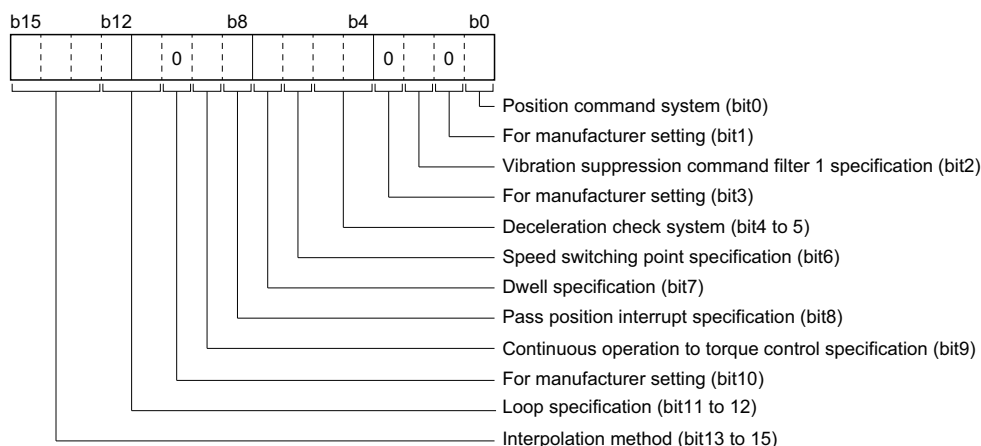 b15 b12 b8 b4 b0
0 0 0
Position command system (bit0)
For manufacturer setting (bit1)
Vibration suppression command filter 1 specification (bit2)
For manufacturer setting (bit3)
Deceleration check system (bit4 to 5)
Speed switching point specification (bit6)
Dwell specification (bit7)
Pass position interrupt specification (bit8)
Continuous operation to torque control specification (bit9)
For manufacturer setting (bit10)
Loop specification (bit11 to 12)
Interpolation method (bit13 to 15)